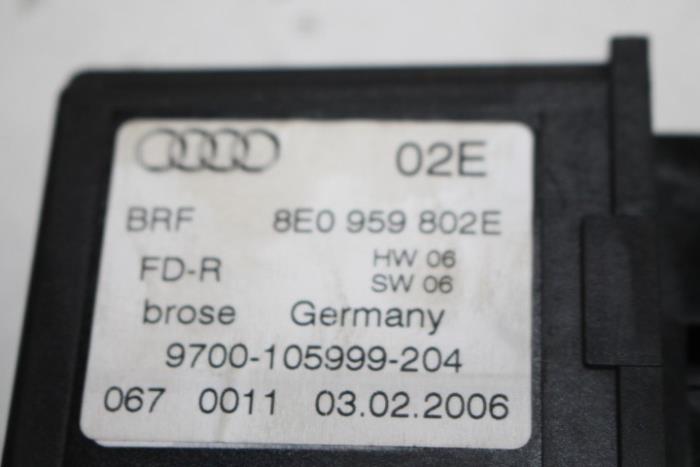 02E
BRF 8E0 959 802E
FD-R HW 06
SW 06
brose Germany
9700-105999-204
067 0011 03.02.2006